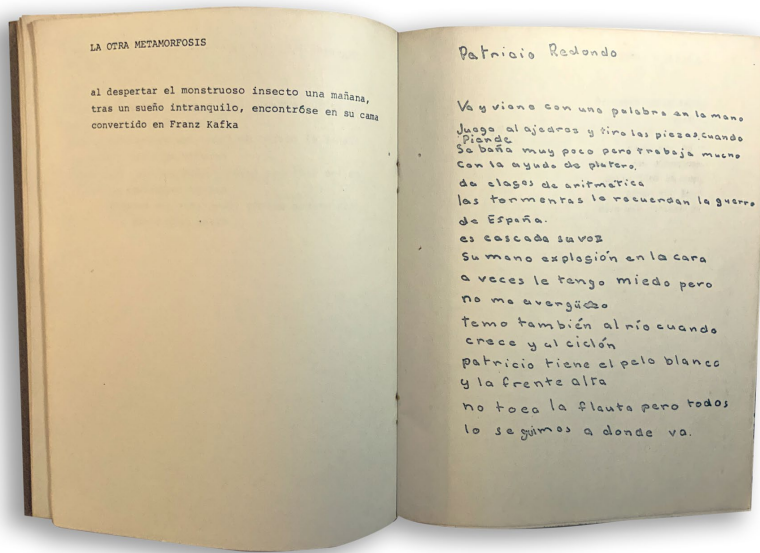 LA OTRA METAMORFOSIS
al despertar el monstruoso insecto una mañana,
tras un sueño intranquilo, encontróse en su cama
convertido en Franz Kafka
Patricio Redondo
Va y viene con una palabra en la mano
Juega al ajedres y tira las piezas cuando
Pierde
Se baña muy poco pero trabaja mucho
Con la ayuda de platero.
da clases de aritmética
las tormentas le recuerdan la guerra
de España.
es cascada su voz
Su mano explosión en la cara
a veces le tengo miedo pero
no me avergüezo
temo también al río cuando
crece y al ciclón
patricio tiene el pelo blanco
y la frente alta
no toca la flauta pero todos
lo seguimos a donde va.